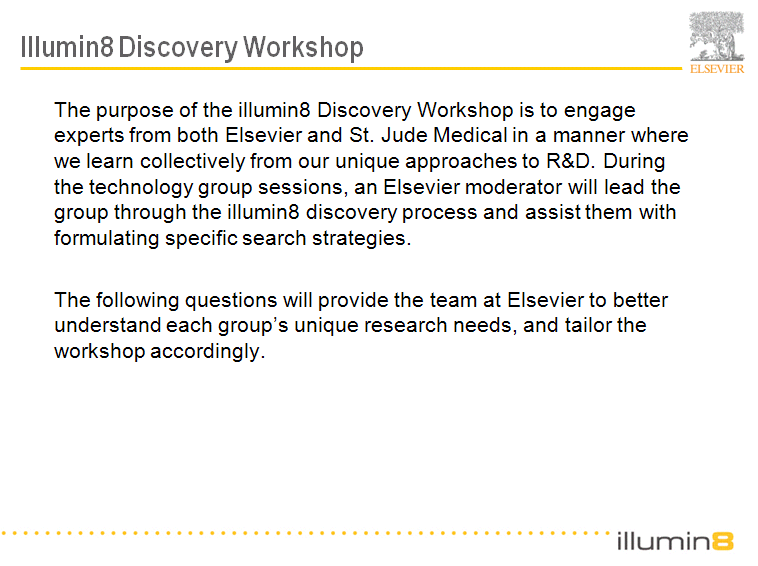 Illumin8 Discovery Workshop
ELSEVIER
The purpose of the illumin8 Discovery Workshop is to engage
experts from both Elsevier and St. Jude Medical in a manner where
we learn collectively from our unique approaches to R&D. During
the technology group sessions, an Elsevier moderator will lead the
group through the illumin8 discovery process and assist them with
formulating specific search strategies.
The following questions will provide the team at Elsevier to better
understand each group's unique research needs, and tailor the
workshop accordingly.
illumin8